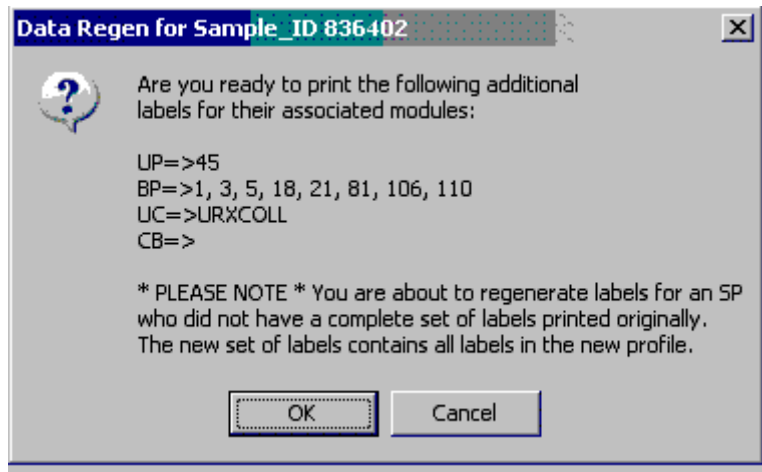 Data Regen for Sample_ID 836402
Are you ready to print the following additional
labels for their associated modules:
UP=>45
BP=>1, 3, 5, 18, 21, 81, 106, 110
UC=>URXCOLL
CB=>
* PLEASE NOTE * You are about to regenerate labels for an SP
who did not have a complete set of labels printed originally.
The new set of labels contains all labels in the new profile.
OK
Cancel